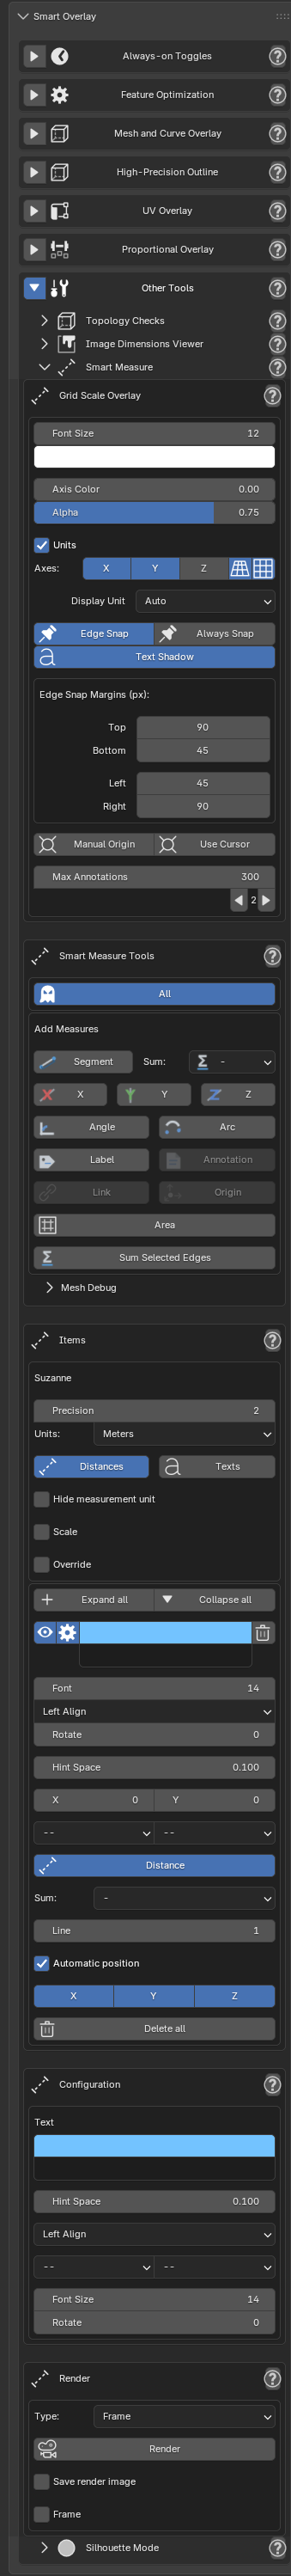 Smart Overlay
Always-on Toggles
Feature Optimization
Mesh and Curve Overlay
High-Precision Outline
UV Overlay
Proportional Overlay
Other Tools
Topology Checks
Image Dimensions Viewer
Smart Measure
Grid Scale Overlay
Font Size 12
Axis Color 0.00
Alpha 0.75
Units
Axes: X Y Z
Display Unit Auto
Edge Snap Always Snap
Text Shadow
Edge Snap Margins (px):
Top 90
Bottom 45
Left 45
Right 90
Manual Origin Use Cursor
Max Annotations 300
2
Smart Measure Tools
All
Add Measures
Segment Sum: -
X Y Z
Angle Arc
Label Annotation
Link Origin
Area
Sum Selected Edges
Mesh Debug
Items
Suzanne
Precision 2
Units: Meters
Distances Texts
Hide measurement unit
Scale
Override
Expand all Collapse all
Font 14
Left Align
Rotate 0
Hint Space 0.100
X 0 Y 0
-- --
Distance
Sum: -
Line 1
Automatic position
X Y Z
Delete all
Configuration
Text
Hint Space 0.100
Left Align
-- --
Font Size 14
Rotate 0
Render
Type: Frame
Render
Save render image
Frame
Silhouette Mode